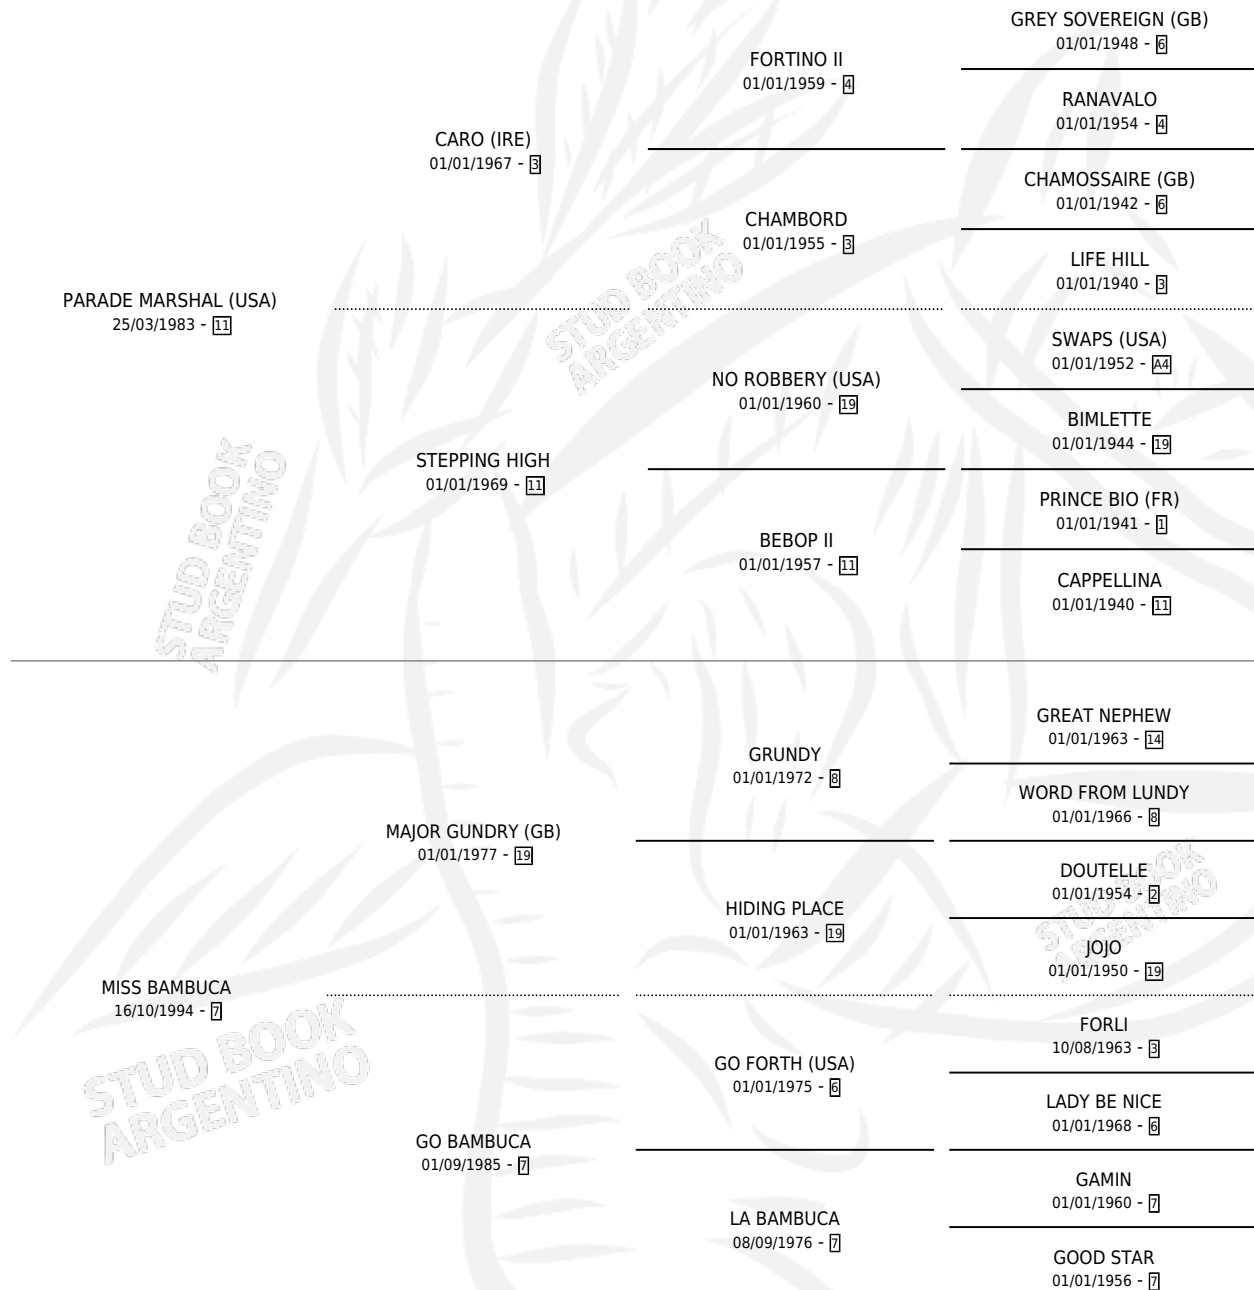 GREY SOVEREIGN (GB)
01/01/1948 - 6
FORTINO II
01/01/1959 - 4
RANAVALO
01/01/1954 - 4
CARO (IRE)
01/01/1967 - 3
CHAMOSSAIRE (GB)
01/01/1942 - 6
CHAMBORD
01/01/1955 - 3
LIFE HILL
01/01/1940 - 3
PARADE MARSHAL (USA)
25/03/1983 - 11
SWAPS (USA)
01/01/1952 - A4
NO ROBBERY (USA)
01/01/1960 - 19
BIMLETTE
01/01/1944 - 19
STEPPING HIGH
01/01/1969 - 11
PRINCE BIO (FR)
01/01/1941 - 1
BEBOP II
01/01/1957 - 11
CAPPELLINA
01/01/1940 - 11
GREAT NEPHEW
01/01/1963 - 14
GRUNDY
01/01/1972 - 8
WORD FROM LUNDY
01/01/1966 - 8
MAJOR GUNDRY (GB)
01/01/1977 - 19
DOUTELLE
01/01/1954 - 2
HIDING PLACE
01/01/1963 - 19
JOJO
01/01/1950 - 19
MISS BAMBUCA
16/10/1994 - 7
FORLI
10/08/1963 - 3
GO FORTH (USA)
01/01/1975 - 6
LADY BE NICE
01/01/1968 - 6
GO BAMBUCA
01/09/1985 - 7
GAMIN
01/01/1960 - 7
LA BAMBUCA
08/09/1976 - 7
GOOD STAR
01/01/1956 - 7
STUD BOOK
ARGENTINO
STUD BOOK
ARGENTINO
STUD BOOK
ARGENTINO
STUD BOOK
ARGENTINO